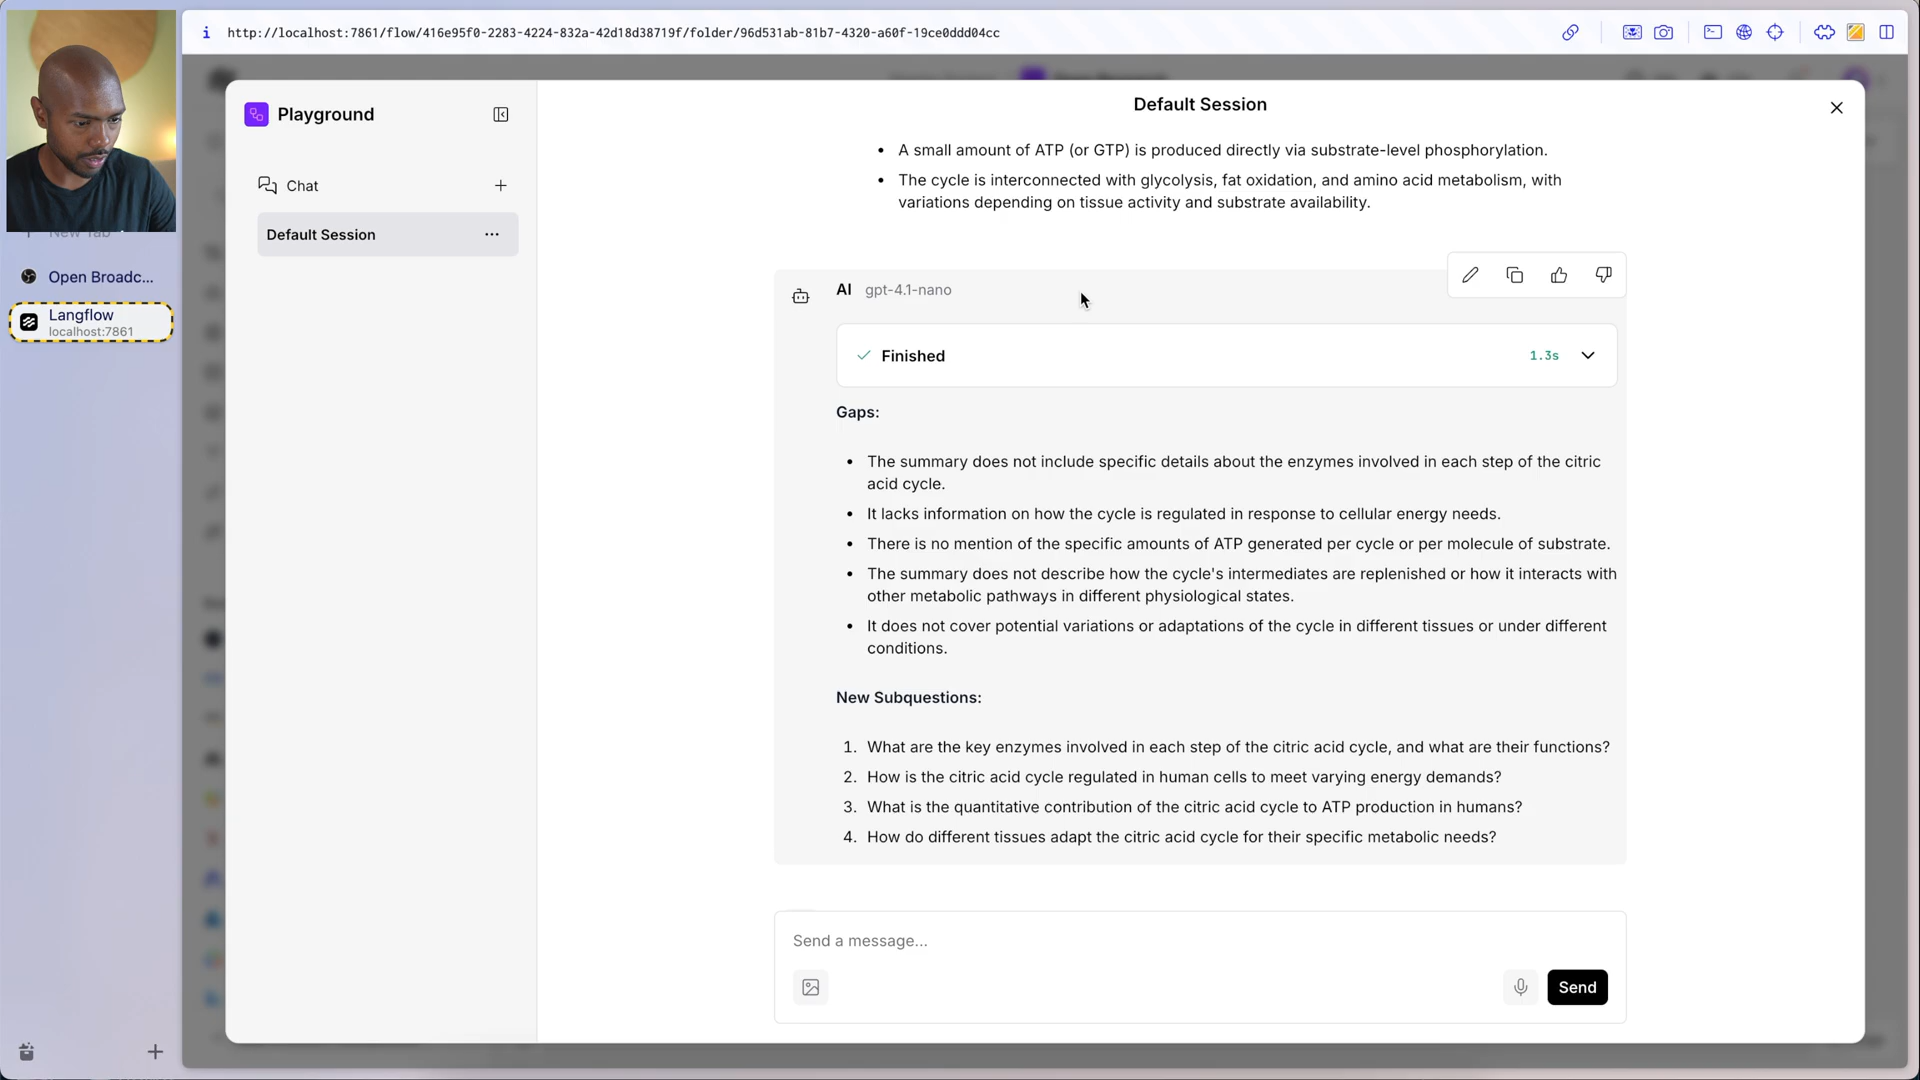 http://localhost:7861/flow/416e95f0-2283-4224-832a-42d18d38719f/folder/96d531ab-81b7-4320-a60f-19ce0ddd04cc
New Tab
Open Broadc...
Langflow
localhost:7861
Playground
Chat
Default Session
Default Session
• A small amount of ATP (or GTP) is produced directly via substrate-level phosphorylation.
• The cycle is interconnected with glycolysis, fat oxidation, and amino acid metabolism, with
variations depending on tissue activity and substrate availability.
AI gpt-4.1-nano
Finished 1.3s
Gaps:
• The summary does not include specific details about the enzymes involved in each step of the citric
acid cycle.
• It lacks information on how the cycle is regulated in response to cellular energy needs.
• There is no mention of the specific amounts of ATP generated per cycle or per molecule of substrate.
• The summary does not describe how the cycle's intermediates are replenished or how it interacts with
other metabolic pathways in different physiological states.
• It does not cover potential variations or adaptations of the cycle in different tissues or under different
conditions.
New Subquestions:
1. What are the key enzymes involved in each step of the citric acid cycle, and what are their functions?
2. How is the citric acid cycle regulated in human cells to meet varying energy demands?
3. What is the quantitative contribution of the citric acid cycle to ATP production in humans?
4. How do different tissues adapt the citric acid cycle for their specific metabolic needs?
Send a message...
Send